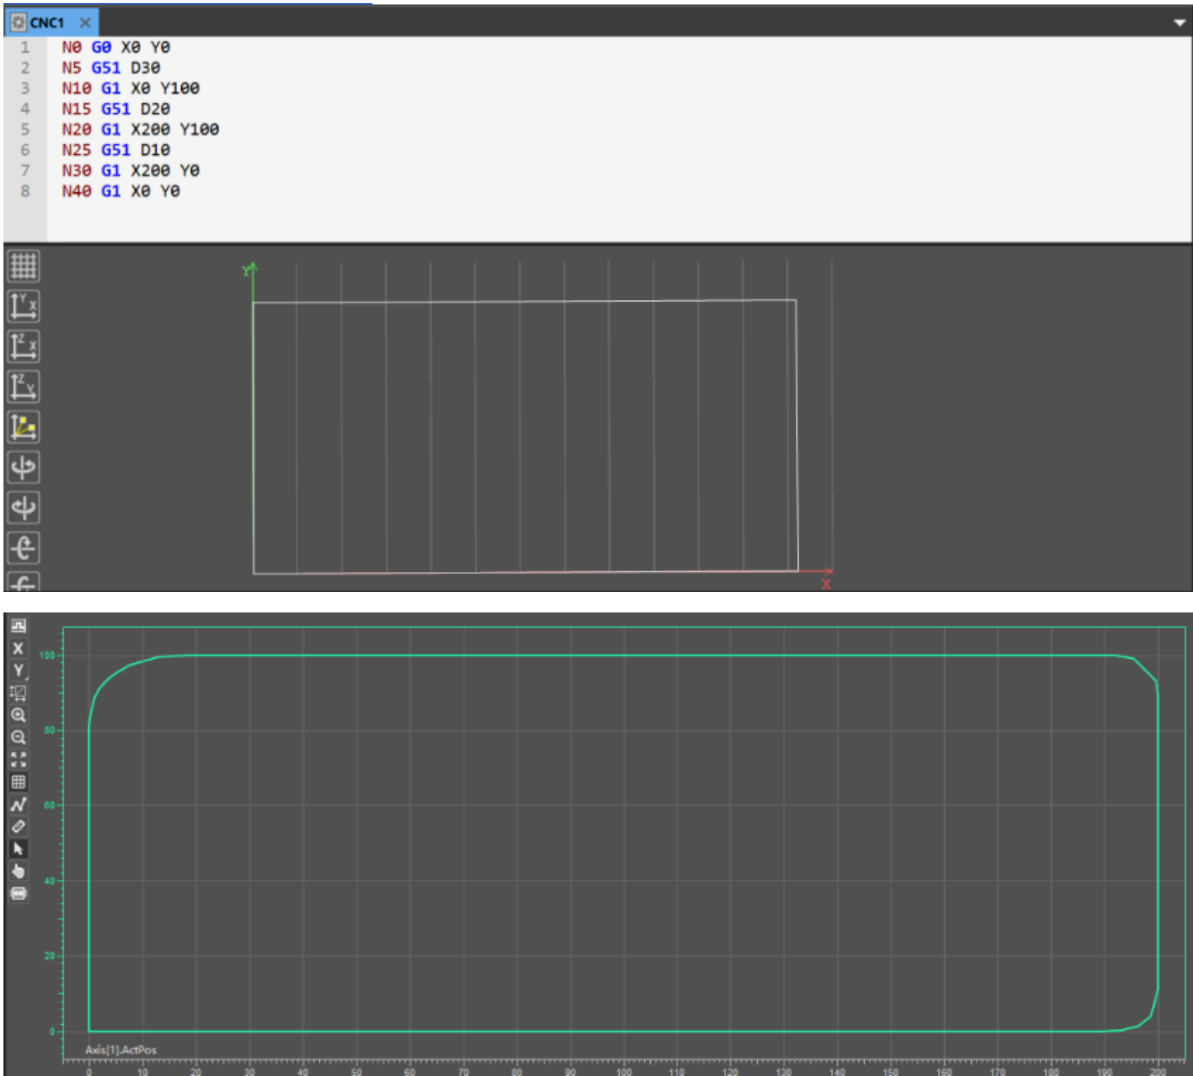 CNC1
1 N0 G0 X0 Y0
2 N5 G51 D30
3 N10 G1 X0 Y100
4 N15 G51 D20
5 N20 G1 X200 Y100
6 N25 G51 D10
7 N30 G1 X200 Y0
8 N40 G1 X0 Y0
Y
Y X
Z X
Z Y
X
X
Y
100
80
60
40
20
0
Axis[1].ActPos
0 10 20 30 40 50 60 70 80 90 100 110 120 130 140 150 160 170 180 190 200